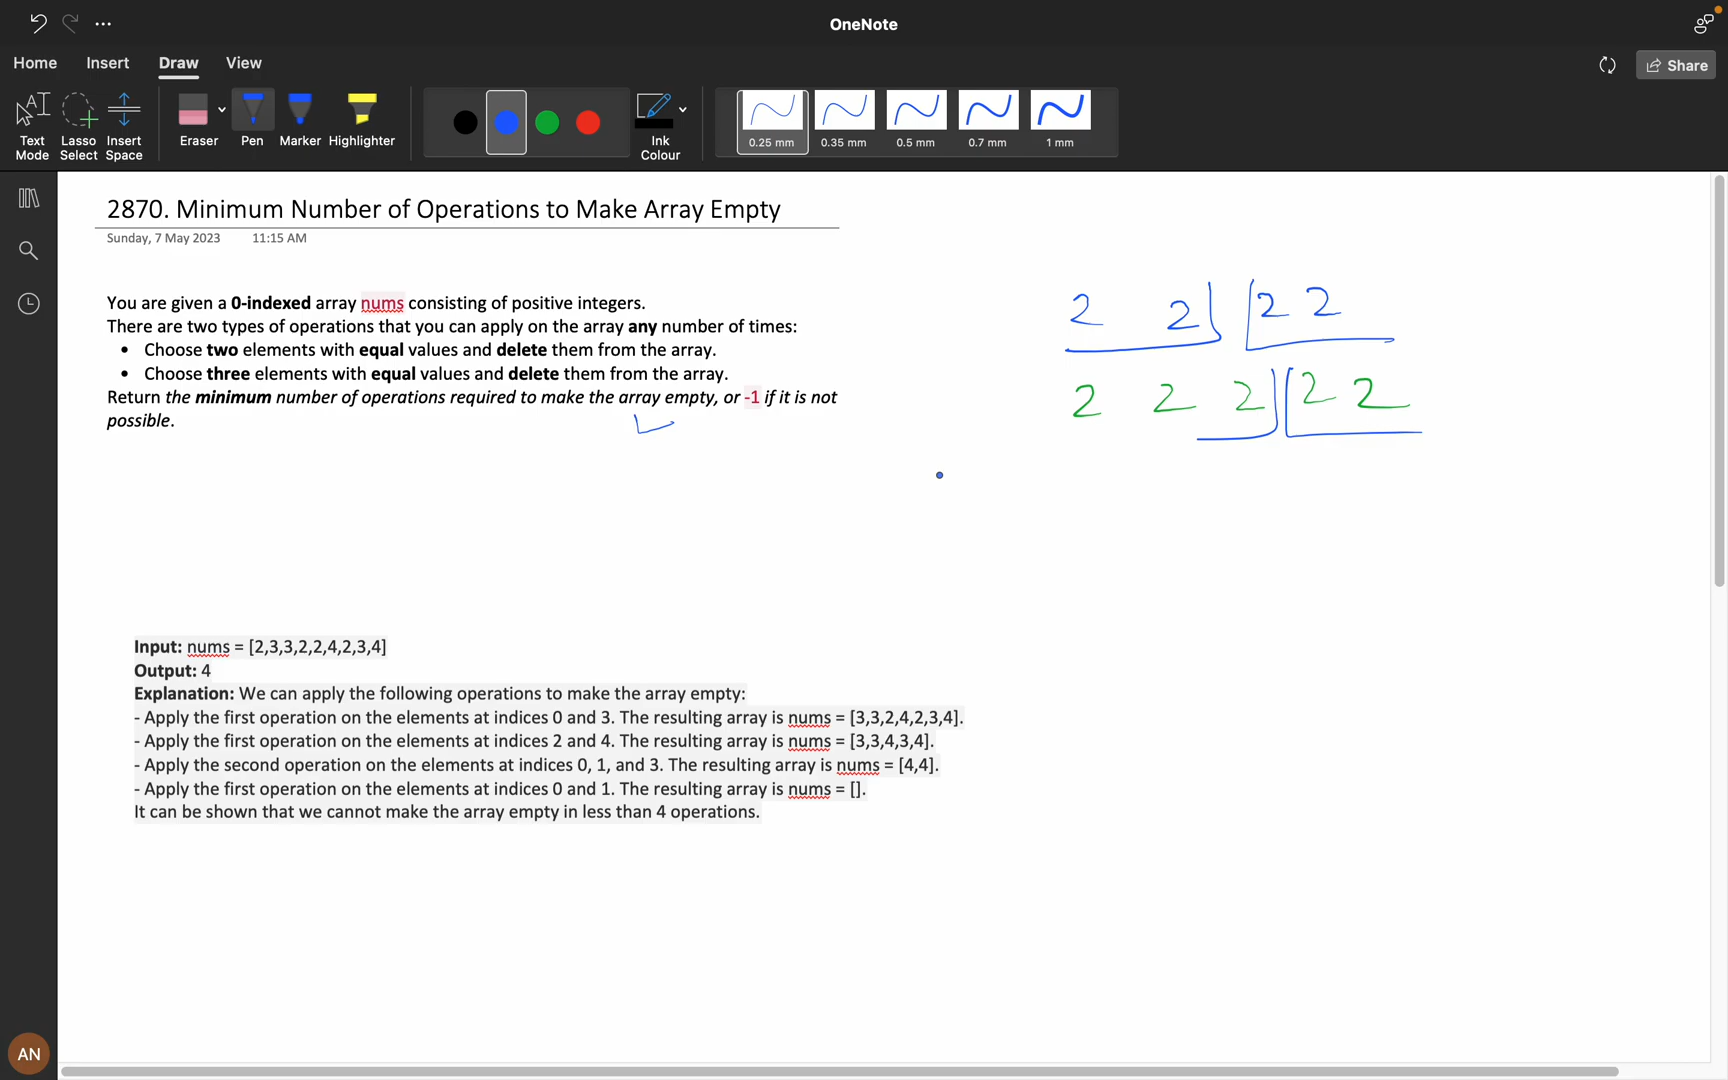 OneNote
Home Insert Draw View
Share
Text Mode
Lasso Select
Insert Space
Eraser
Pen
Marker
Highlighter
Ink Colour
0.25 mm
0.35 mm
0.5 mm
0.7 mm
1 mm
2870. Minimum Number of Operations to Make Array Empty
Sunday, 7 May 2023 11:15 AM
You are given a 0-indexed array nums consisting of positive integers.
There are two types of operations that you can apply on the array any number of times:
• Choose two elements with equal values and delete them from the array.
• Choose three elements with equal values and delete them from the array.
Return the minimum number of operations required to make the array empty, or -1 if it is not
possible.
2 2 2 2
2 2 2 2 2
Input: nums = [2,3,3,2,2,4,2,3,4]
Output: 4
Explanation: We can apply the following operations to make the array empty:
- Apply the first operation on the elements at indices 0 and 3. The resulting array is nums = [3,3,2,4,2,3,4].
- Apply the first operation on the elements at indices 2 and 4. The resulting array is nums = [3,3,4,3,4].
- Apply the second operation on the elements at indices 0, 1, and 3. The resulting array is nums = [4,4].
- Apply the first operation on the elements at indices 0 and 1. The resulting array is nums = [].
It can be shown that we cannot make the array empty in less than 4 operations.
AN